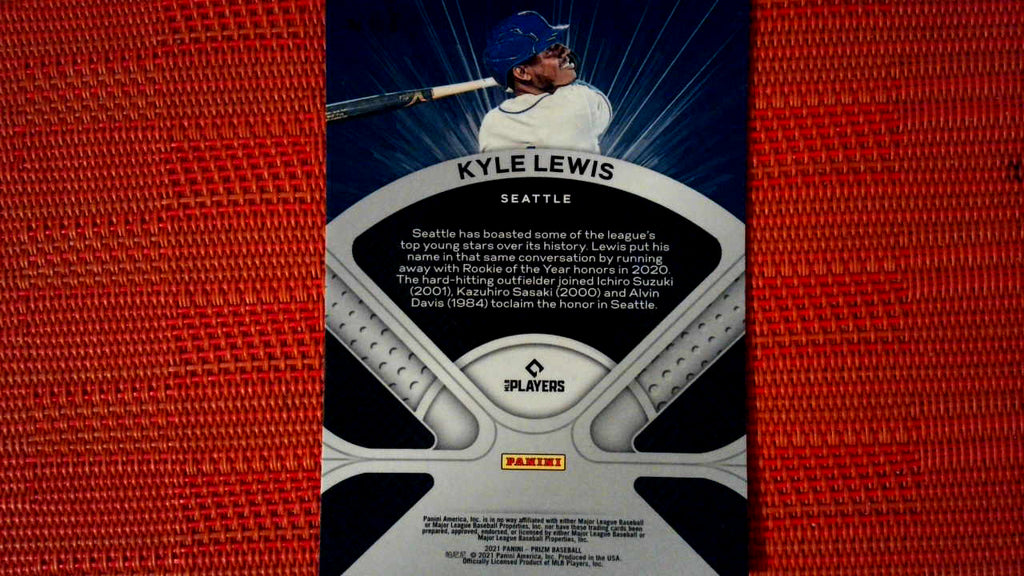 KYLE LEWIS
SEATTLE
Seattle has boasted some of the league's
top young stars over its history. Lewis put his
name in that same conversation by running
away with Rookie of the Year honors in 2020.
The hard-hitting outfielder joined Ichiro Suzuki
(2001), Kazuhiro Sasaki (2000) and Alvin
Davis (1984) toclaim the honor in Seattle.
MLB PLAYERS
PANINI
Panini America, Inc. is in no way affiliated with either Major League Baseball
or Major League Baseball Properties, Inc. nor have these trading cards been
prepared, approved, endorsed, or licensed by either Major League Baseball or
Major League Baseball Properties, Inc.
2021 PANINI - PRIZM BASEBALL
© 2021 Panini America, Inc. Produced in the USA.
Officially Licensed Product of MLB Players, Inc.